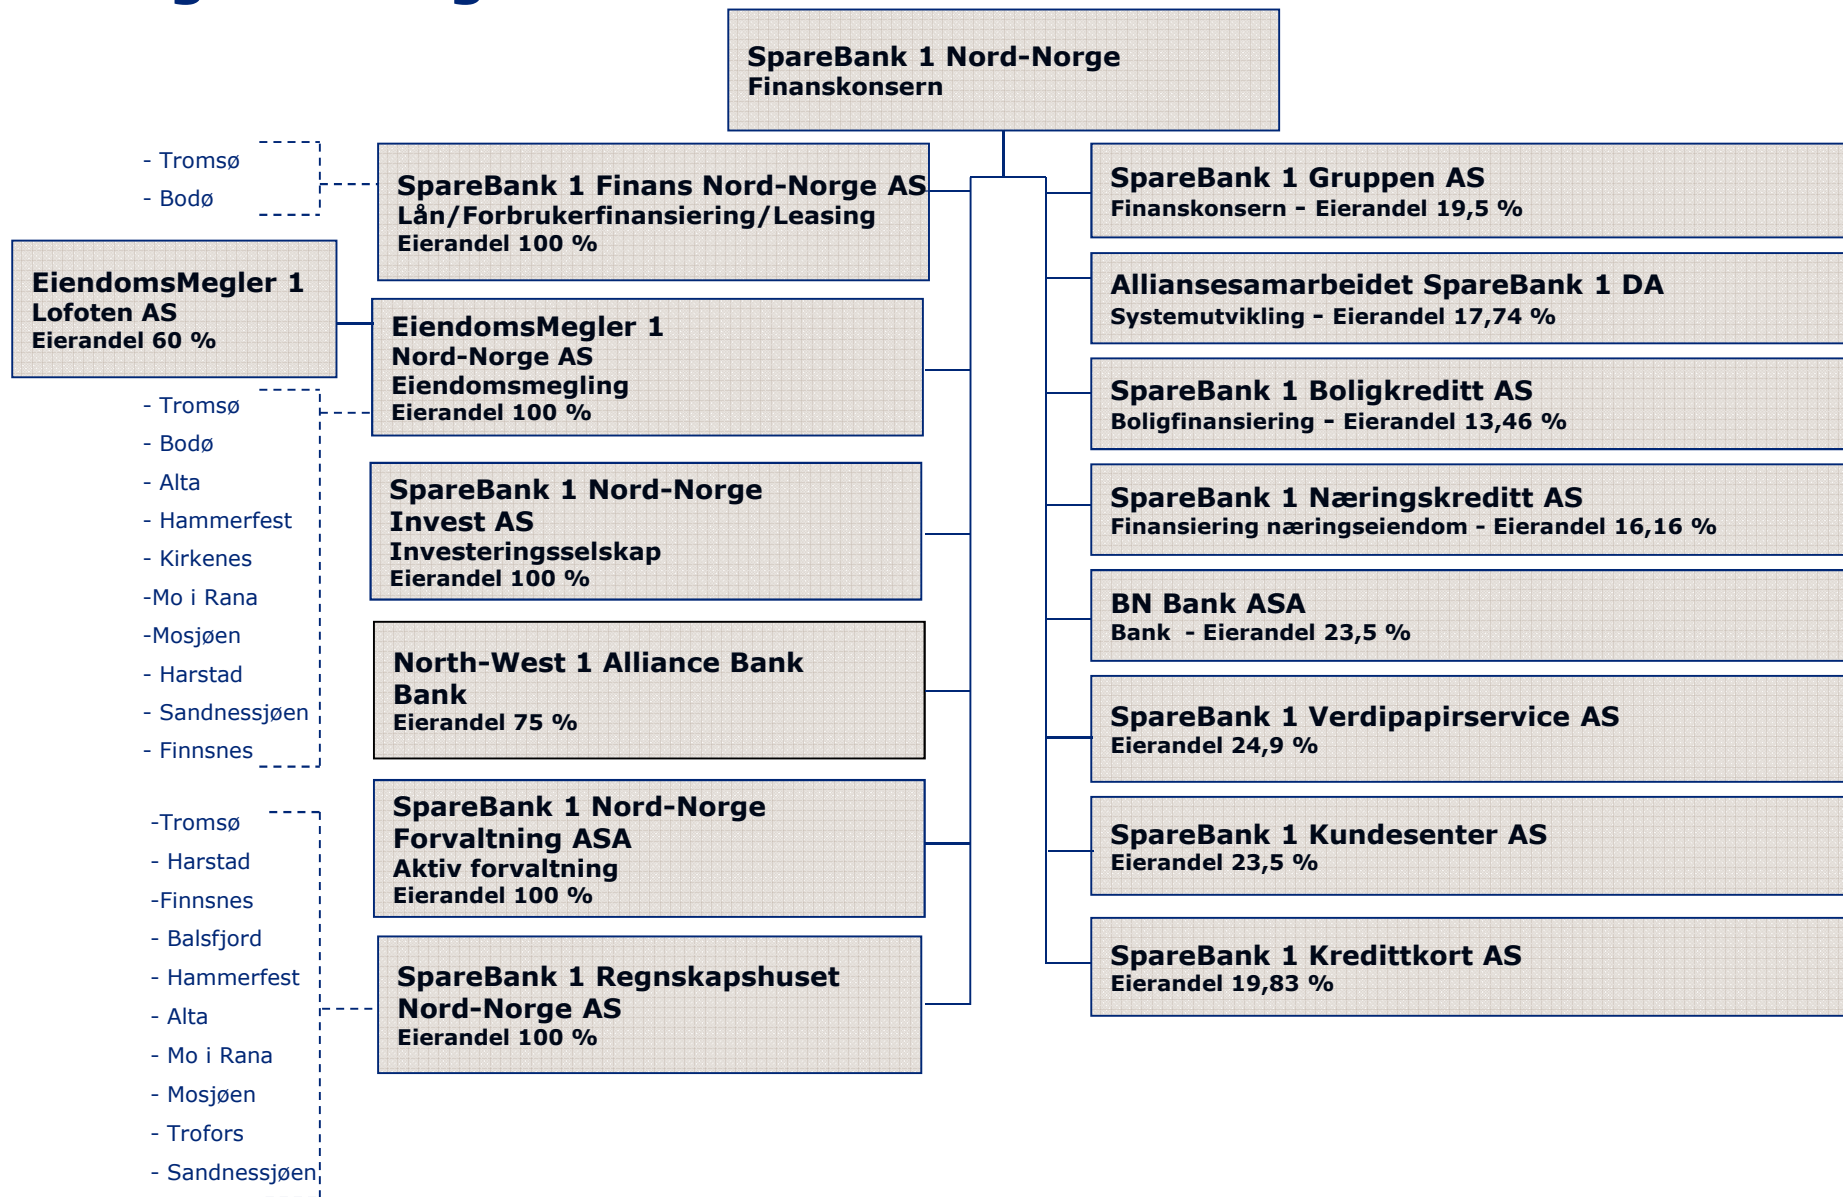 SpareBank 1 Nord-Norge
Finanskonsern
- Tromsø
- Bodø
SpareBank 1 Finans Nord-Norge AS
Lån/Forbrukerfinansiering/Leasing
Eierandel 100 %
EiendomsMegler 1
Lofoten AS
Eierandel 60 %
EiendomsMegler 1
Nord-Norge AS
Eiendomsmegling
Eierandel 100 %
- Tromsø
- Bodø
- Alta
- Hammerfest
- Kirkenes
-Mo i Rana
-Mosjøen
- Harstad
- Sandnessjøen
- Finnsnes
SpareBank 1 Nord-Norge
Invest AS
Investeringsselskap
Eierandel 100 %
North-West 1 Alliance Bank
Bank
Eierandel 75 %
SpareBank 1 Nord-Norge
Forvaltning ASA
Aktiv forvaltning
Eierandel 100 %
-Tromsø
- Harstad
-Finnsnes
- Balsfjord
- Hammerfest
- Alta
- Mo i Rana
- Mosjøen
- Trofors
- Sandnessjøen
SpareBank 1 Regnskapshuset
Nord-Norge AS
Eierandel 100 %
SpareBank 1 Gruppen AS
Finanskonsern - Eierandel 19,5 %
Alliansesamarbeidet SpareBank 1 DA
Systemutvikling - Eierandel 17,74 %
SpareBank 1 Boligkreditt AS
Boligfinansiering - Eierandel 13,46 %
SpareBank 1 Næringskreditt AS
Finansiering næringseiendom - Eierandel 16,16 %
BN Bank ASA
Bank - Eierandel 23,5 %
SpareBank 1 Verdipapirservice AS
Eierandel 24,9 %
SpareBank 1 Kundesenter AS
Eierandel 23,5 %
SpareBank 1 Kredittkort AS
Eierandel 19,83 %